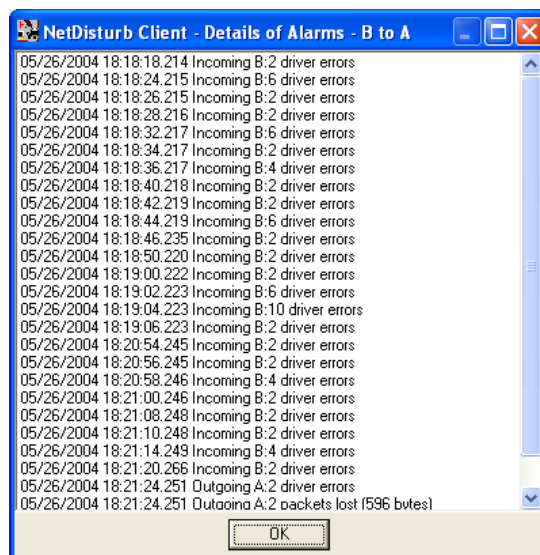 NetDisturb Client - Details of Alarms - B to A
05/26/2004 18:18:18.214 Incoming B:2 driver errors
05/26/2004 18:18:24.215 Incoming B:6 driver errors
05/26/2004 18:18:26.215 Incoming B:2 driver errors
05/26/2004 18:18:28.216 Incoming B:2 driver errors
05/26/2004 18:18:32.217 Incoming B:6 driver errors
05/26/2004 18:18:34.217 Incoming B:2 driver errors
05/26/2004 18:18:36.217 Incoming B:4 driver errors
05/26/2004 18:18:40.218 Incoming B:2 driver errors
05/26/2004 18:18:42.219 Incoming B:2 driver errors
05/26/2004 18:18:44.219 Incoming B:6 driver errors
05/26/2004 18:18:46.235 Incoming B:2 driver errors
05/26/2004 18:18:50.220 Incoming B:2 driver errors
05/26/2004 18:19:00.222 Incoming B:2 driver errors
05/26/2004 18:19:02.223 Incoming B:6 driver errors
05/26/2004 18:19:04.223 Incoming B:10 driver errors
05/26/2004 18:19:06.223 Incoming B:2 driver errors
05/26/2004 18:20:54.245 Incoming B:2 driver errors
05/26/2004 18:20:56.245 Incoming B:2 driver errors
05/26/2004 18:20:58.246 Incoming B:4 driver errors
05/26/2004 18:21:00.246 Incoming B:2 driver errors
05/26/2004 18:21:08.248 Incoming B:2 driver errors
05/26/2004 18:21:10.248 Incoming B:2 driver errors
05/26/2004 18:21:14.249 Incoming B:4 driver errors
05/26/2004 18:21:20.266 Incoming B:2 driver errors
05/26/2004 18:21:24.251 Outgoing A:2 driver errors
05/26/2004 18:21:24.251 Outgoing A:2 packets lost (596 bytes)
OK